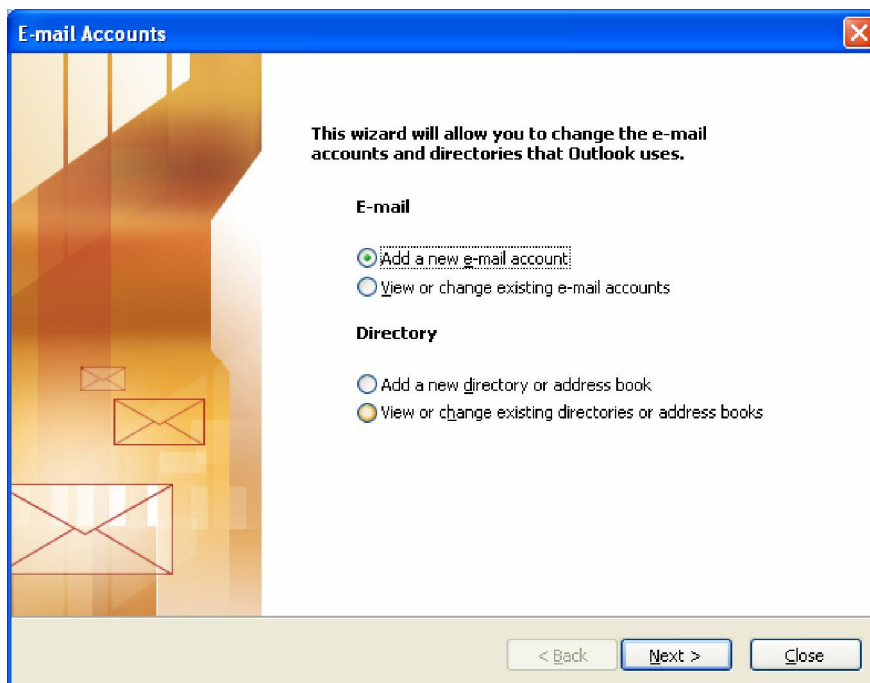 E-mail Accounts
This wizard will allow you to change the e-mail
accounts and directories that Outlook uses.
E-mail
Add a new e-mail account
View or change existing e-mail accounts
Directory
Add a new directory or address book
View or change existing directories or address books
< Back
Next >
Close